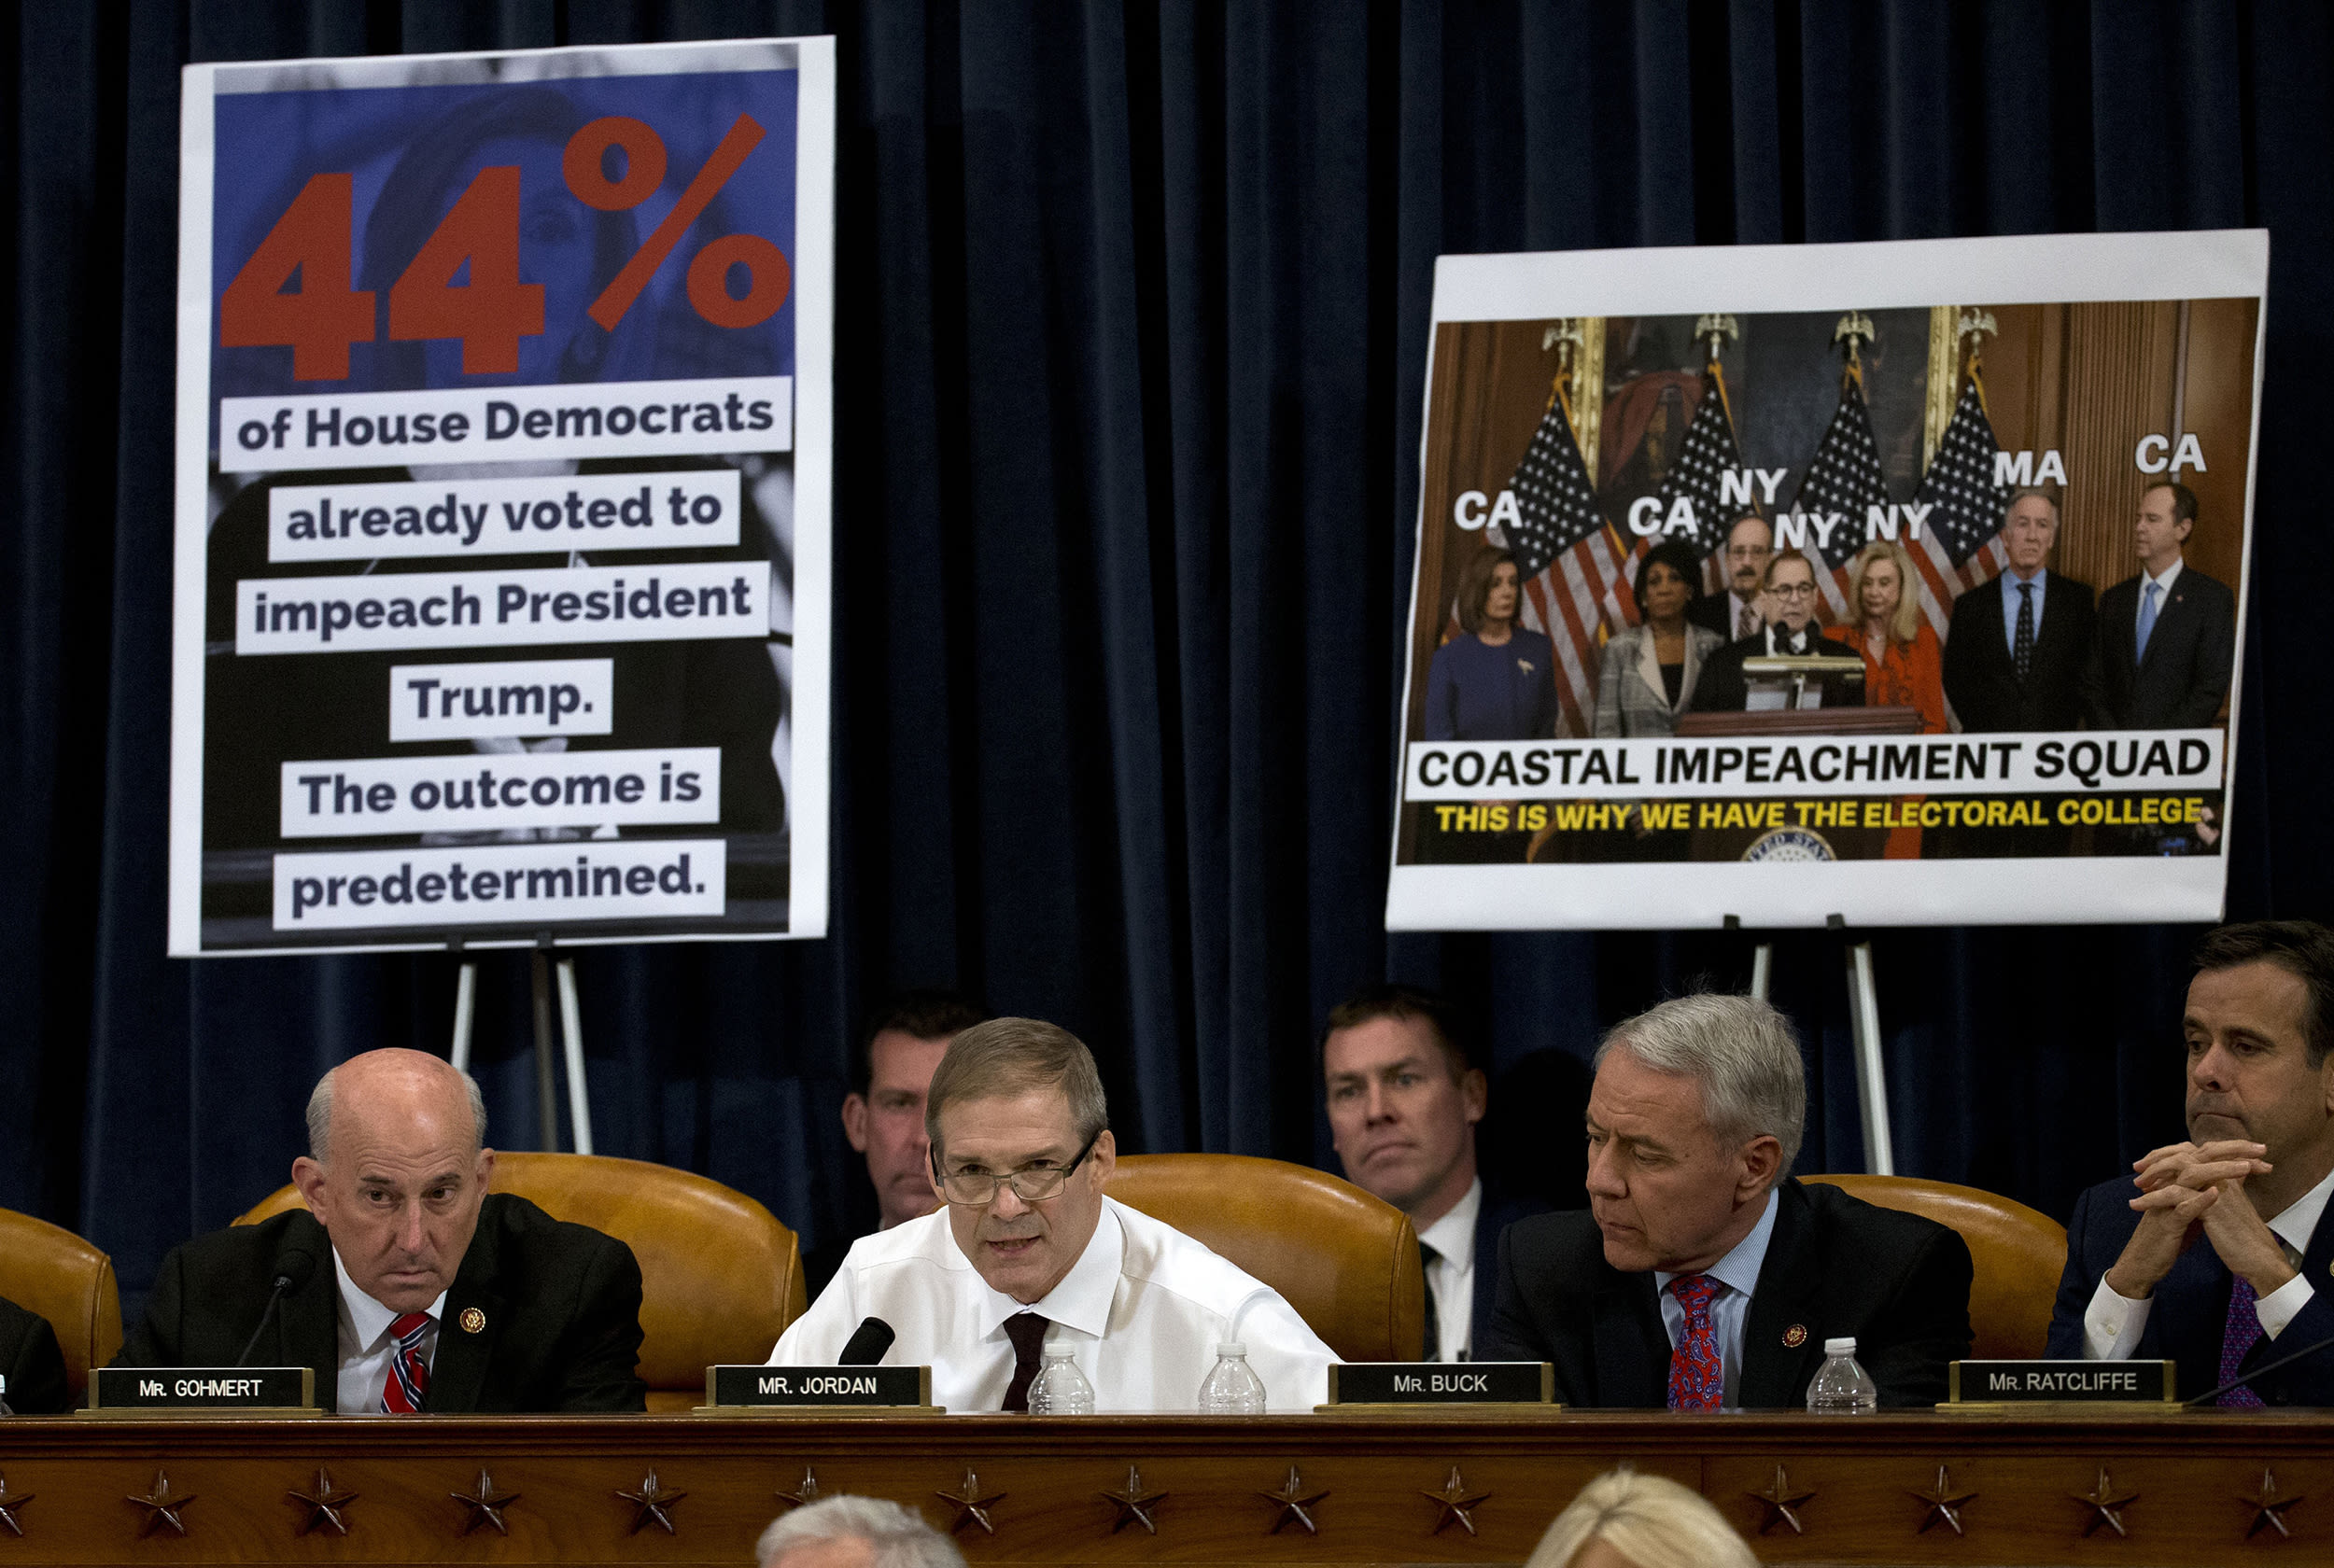 44%
of House Democrats
already voted to
impeach President
Trump.
The outcome is
predetermined.
CA
CA
NY
NY
NY
MA
CA
COASTAL IMPEACHMENT SQUAD
THIS IS WHY WE HAVE THE ELECTORAL COLLEGE
ITED STAT
MR. GOHMERT
MR. JORDAN
MR. BUCK
MR. RATCLIFFE